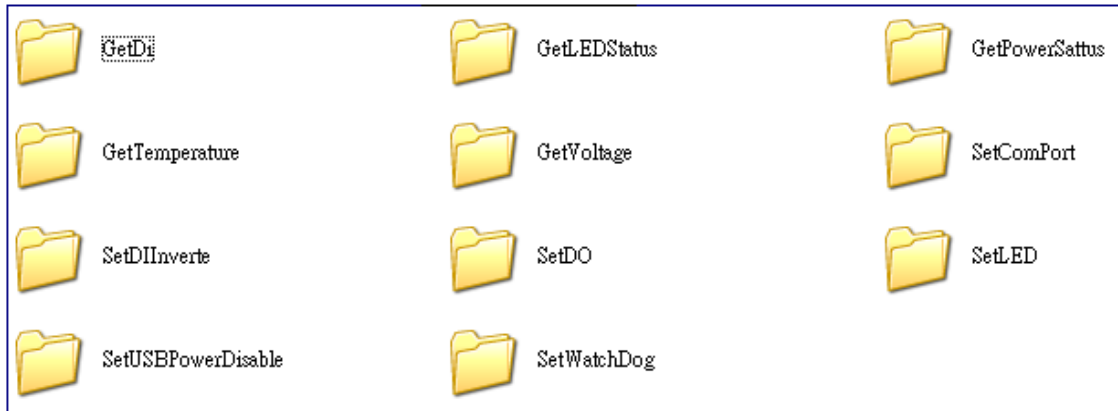 GetDi
GetLEDStatus
GetPowerSattus
GetTemperature
GetVoltage
SetComPort
SetDIInverte
SetDO
SetLED
SetUSBPowerDisable
SetWatchDog